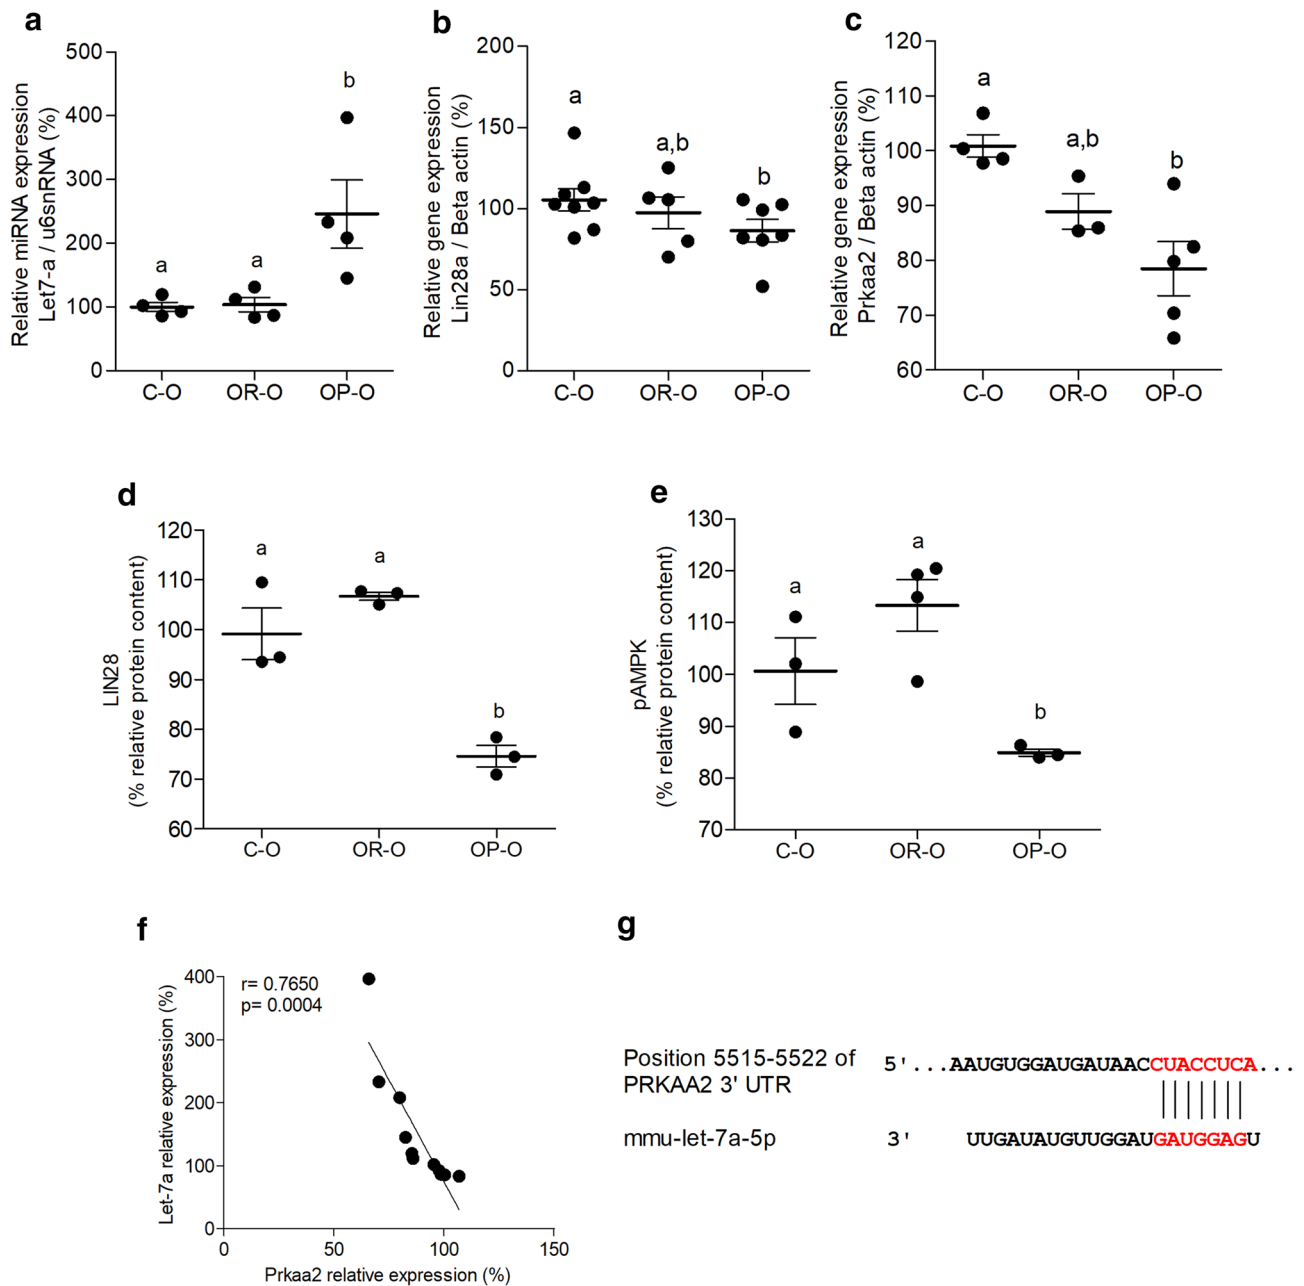 a
Relative miRNA expression
Let7-a / u6snRNA (%)
500
400
300
200
100
0
a
a
b
C-O
OR-O
OP-O
b
Relative gene expression
Lin28a / Beta actin (%)
200
150
100
50
0
a
a,b
b
C-O
OR-O
OP-O
c
Relative gene expression
Prkaa2 / Beta actin (%)
120
110
100
90
80
70
60
a
a,b
b
C-O
OR-O
OP-O
d
LIN28
(% relative protein content)
120
110
100
90
80
70
60
a
a
b
C-O
OR-O
OP-O
e
pAMPK
(% relative protein content)
130
120
110
100
90
80
70
a
a
b
C-O
OR-O
OP-O
f
Let-7a relative expression (%)
400
300
200
100
0
r= 0.7650
p= 0.0004
0
50
100
150
Prkaa2 relative expression (%)
g
Position 5515-5522 of 5'...AAUGUGGAUGAUAACCUACCUCA...
PRKAA2 3' UTR
mmu-let-7a-5p 3' UUGAUAUGUUGGAUGAUGGAGU